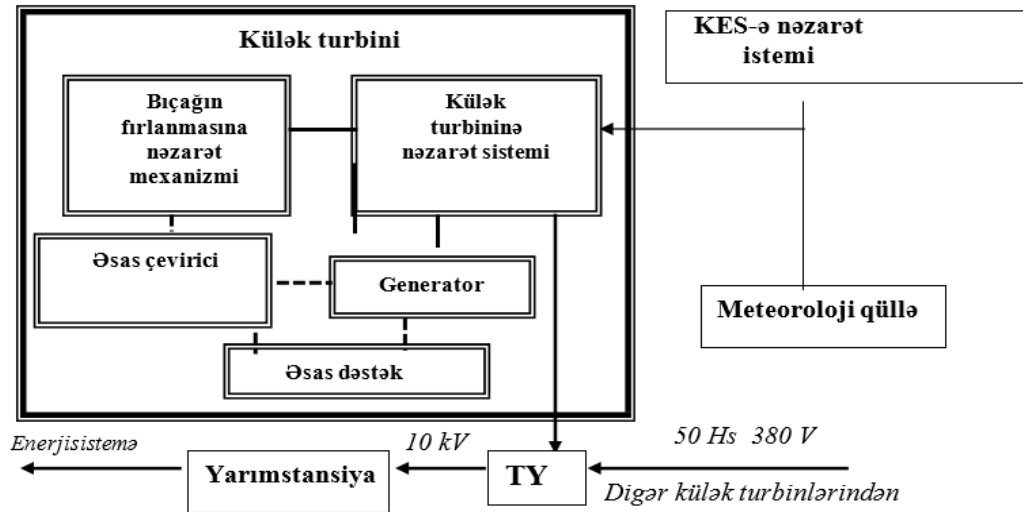 Külək turbini
KES-ə nəzarət
istemi
Bıçağın
fırlanmasına
nəzarət
mexanizmi
Külək
turbininə
nəzarət sistemi
Əsas çevirici
Generator
Meteoroloji qüllə
Əsas dəstək
Enerjisistemə
10 kV
50 Hs 380 V
Yarımstansiya
TY
Digər külək turbinlərindən